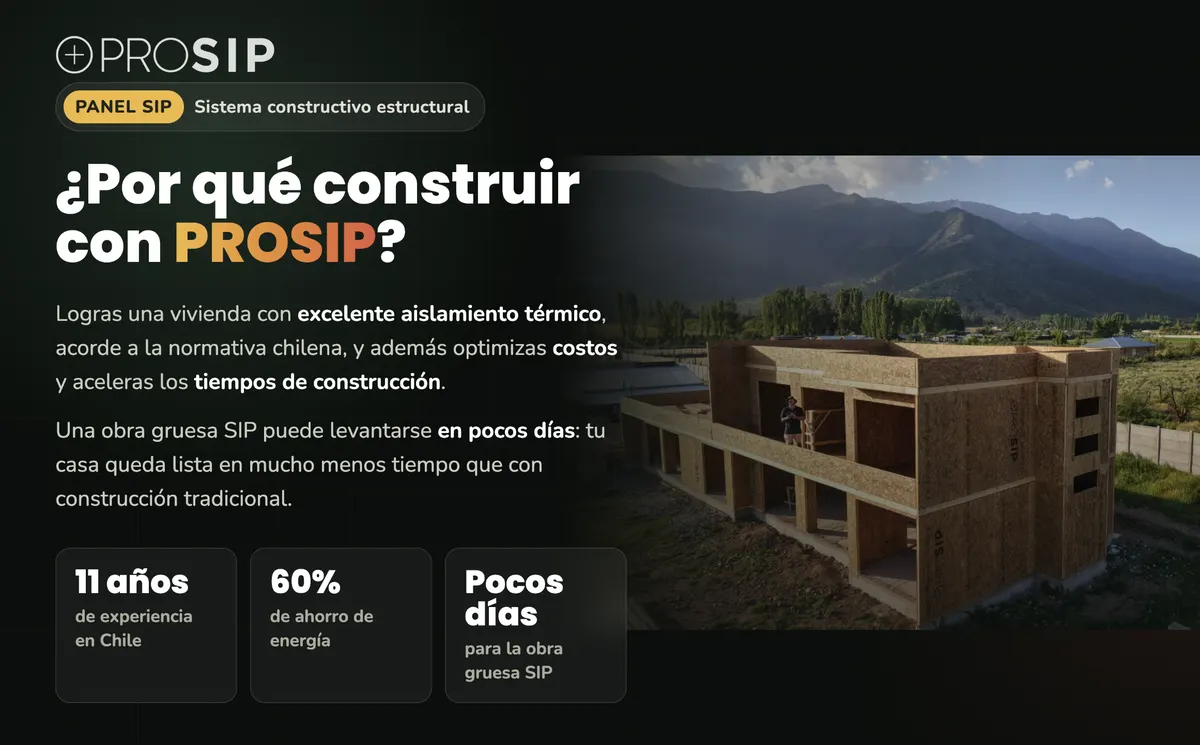 PROSIP
PANEL SIP Sistema constructivo estructural
¿Por qué construir
con PROSIP?
Logras una vivienda con excelente aislamiento térmico,
acorde a la normativa chilena, y además optimizas costos
y aceleras los tiempos de construcción.
Una obra gruesa SIP puede levantarse en pocos días: tu
casa queda lista en mucho menos tiempo que con
construcción tradicional.
11 años
de experiencia
en Chile
60%
de ahorro de
energía
Pocos
días
para la obra
gruesa SIP
SIP
SIP